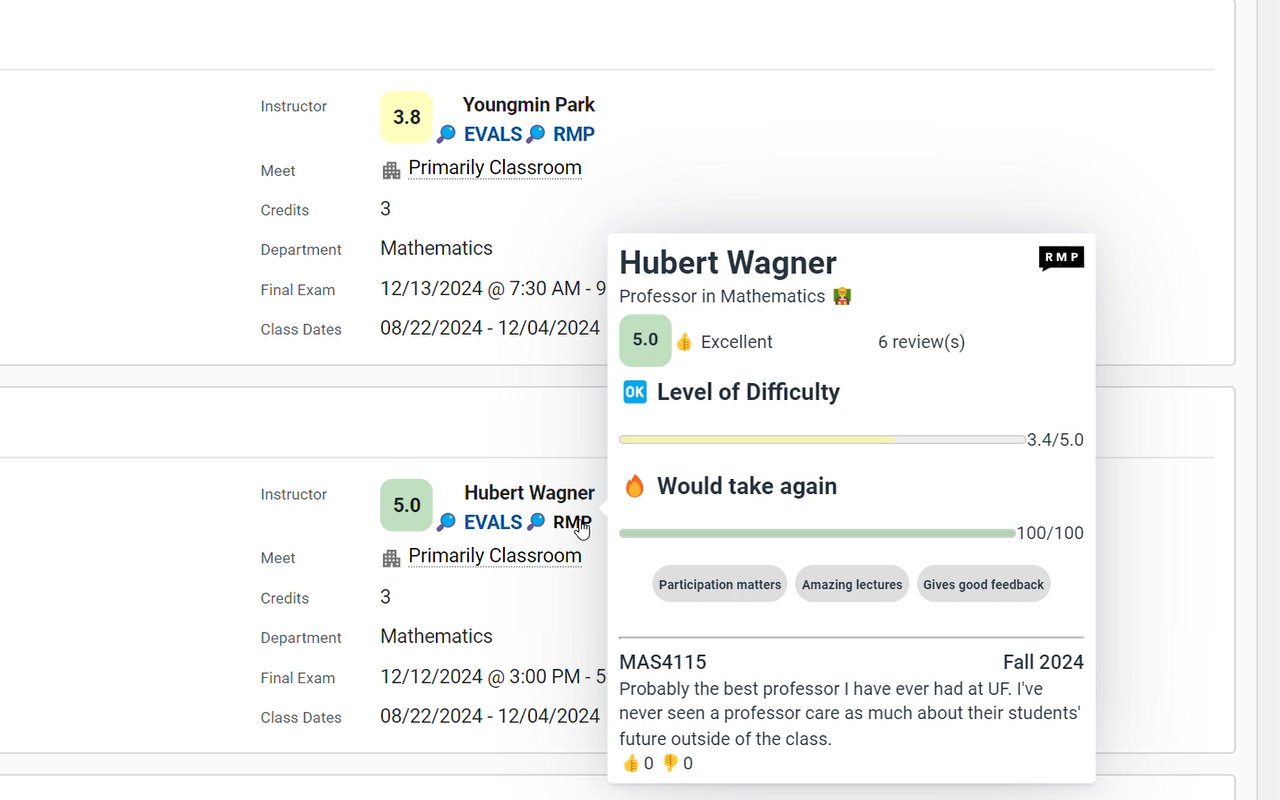 Instructor
3.8
Youngmin Park
EVALS RMP
Meet
Primarily Classroom
Credits
3
Department
Mathematics
Final Exam
12/13/2024 @ 7:30 AM - 9
Class Dates
08/22/2024 - 12/04/2024
Instructor
5.0
Hubert Wagner
EVALS RMP
Meet
Primarily Classroom
Credits
3
Department
Mathematics
Final Exam
12/12/2024 @ 3:00 PM - 5
Class Dates
08/22/2024 - 12/04/2024
Hubert Wagner
RMP
Professor in Mathematics
5.0
Excellent
6 review(s)
OK Level of Difficulty
3.4/5.0
Would take again
100/100
Participation matters
Amazing lectures
Gives good feedback
MAS4115
Fall 2024
Probably the best professor I have ever had at UF. I've
never seen a professor care as much about their students'
future outside of the class.
👍 0 👎 0